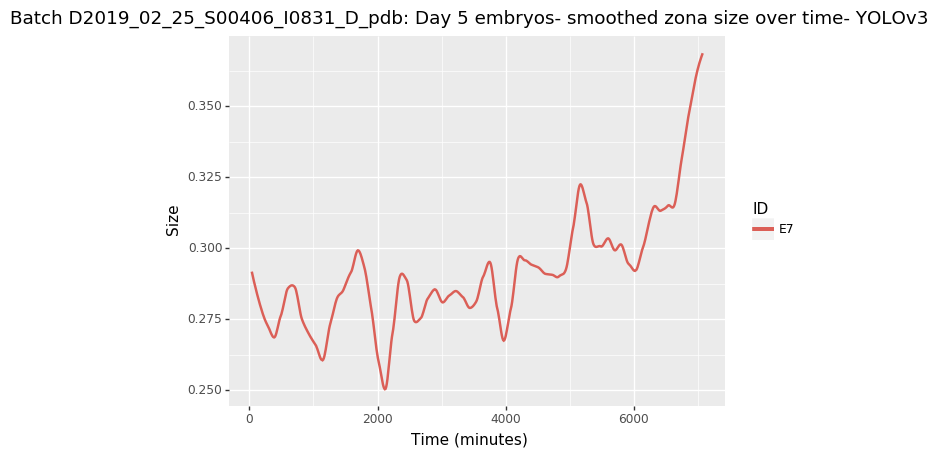 Batch D2019_02_25_S00406_I0831_D_pdb: Day 5 embryos- smoothed zona size over time- YOLOv3
0.350
0.325
0.300
0.275
0.250
Size
0
2000
4000
6000
Time (minutes)
ID
E7